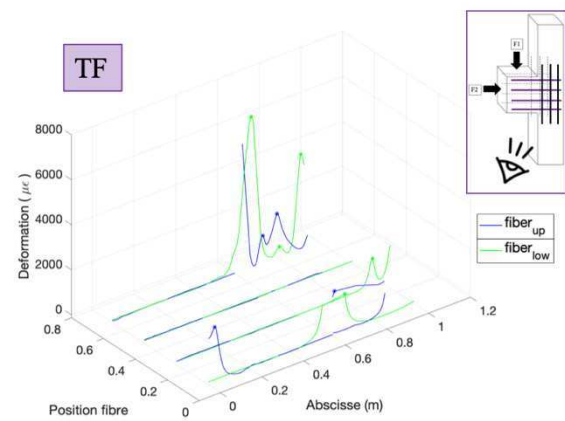 TF
F1
F2
fiber_up
fiber_low
8000
6000
4000
2000
0
Deformation ( με )
0.8
0.6
0.4
0.2
0
Position fibre
0
0.2
0.4
0.6
0.8
1
1.2
Abscisse (m)